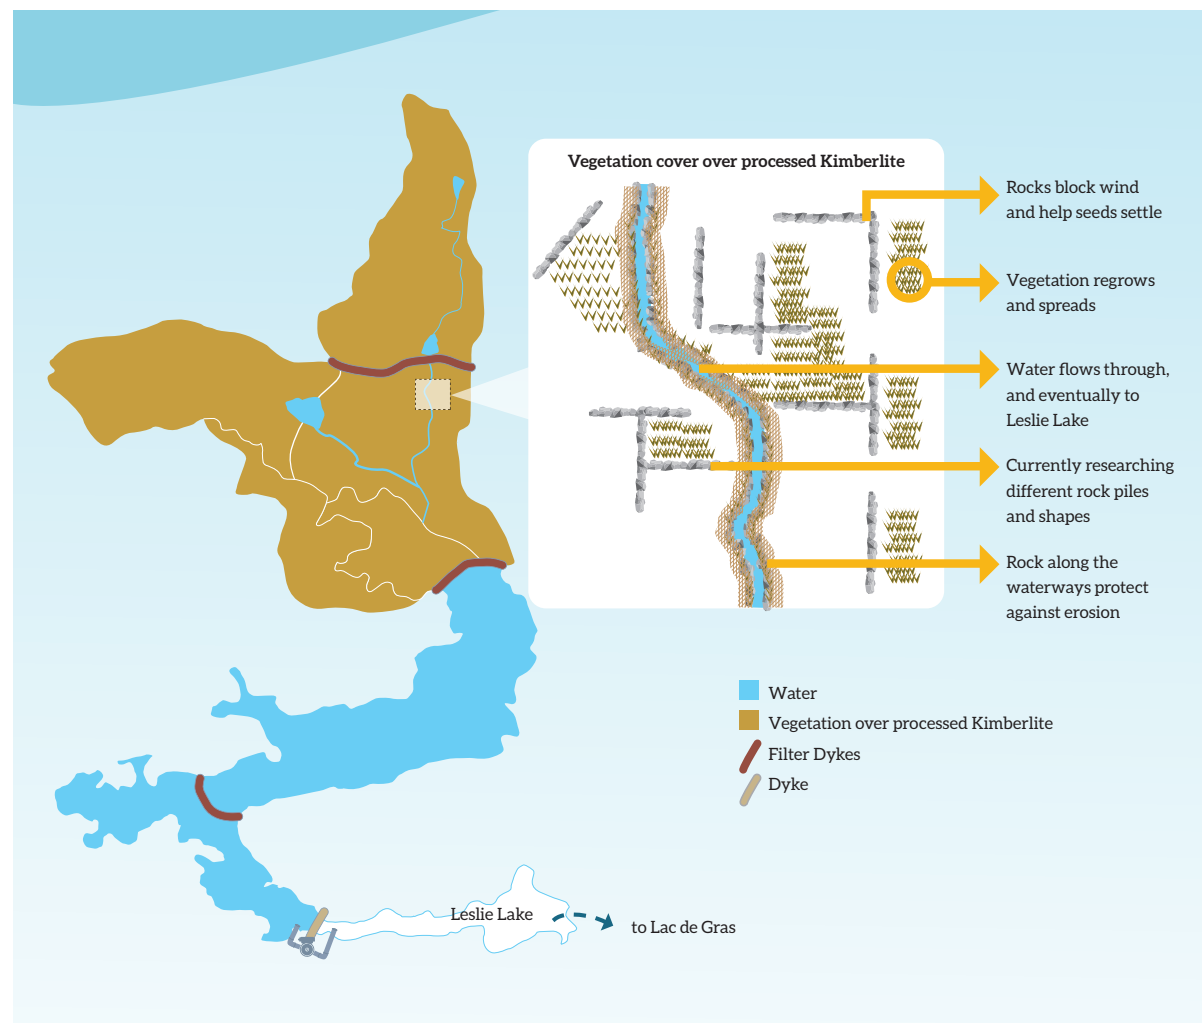 Vegetation cover over processed Kimberlite
Rocks block wind
and help seeds settle
Vegetation regrows
and spreads
Water flows through,
and eventually to
Leslie Lake
Currently researching
different rock piles
and shapes
Rock along the
waterways protect
against erosion
Water
Vegetation over processed Kimberlite
Filter Dykes
Dyke
Leslie Lake
to Lac de Gras